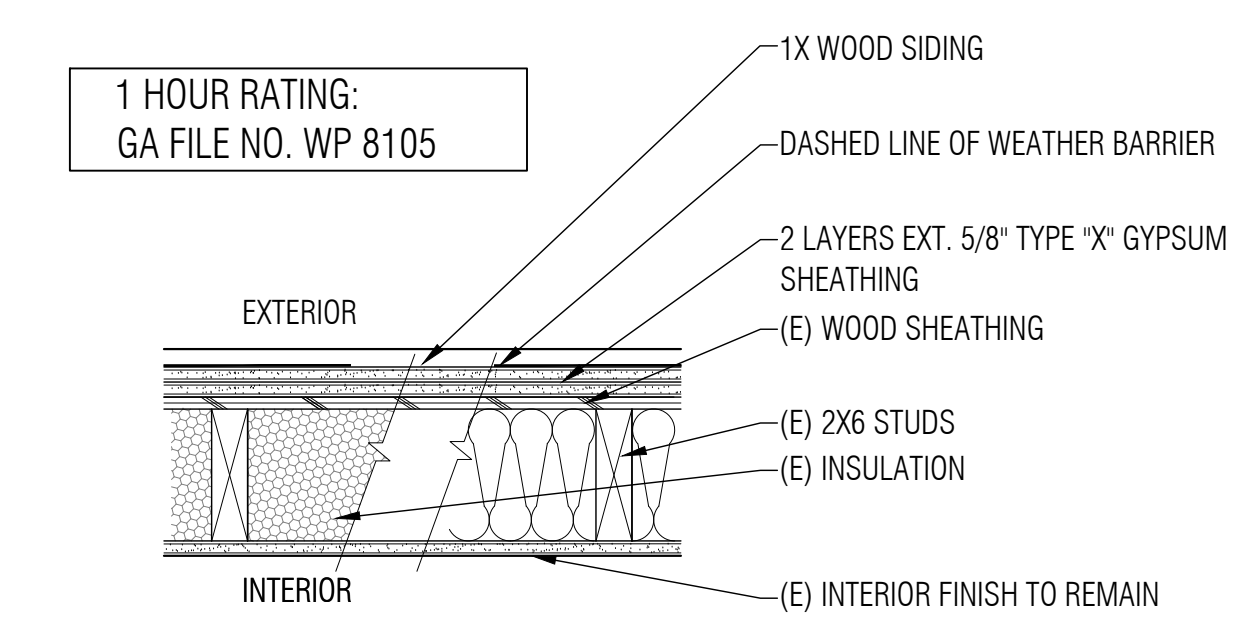 1 HOUR RATING:
GA FILE NO. WP 8105
1X WOOD SIDING
DASHED LINE OF WEATHER BARRIER
2 LAYERS EXT. 5/8" TYPE "X" GYPSUM
SHEATHING
EXTERIOR
(E) WOOD SHEATHING
(E) 2X6 STUDS
(E) INSULATION
INTERIOR
(E) INTERIOR FINISH TO REMAIN